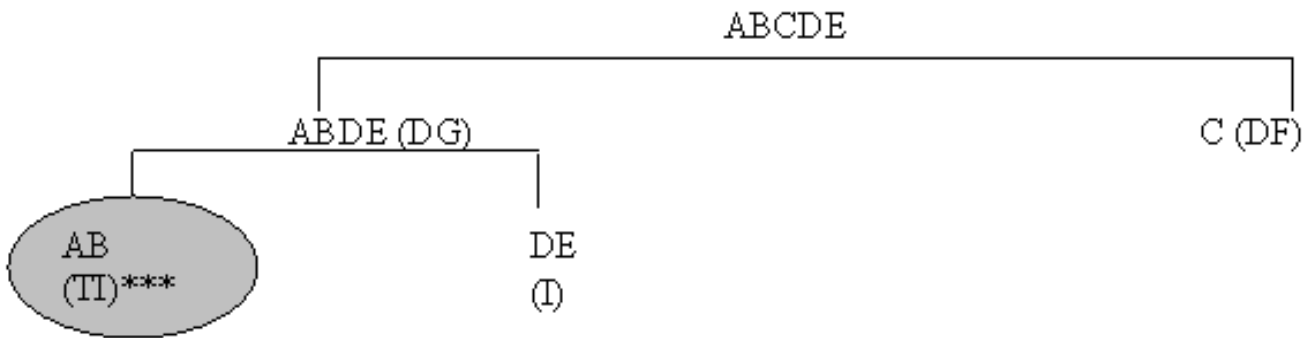 ABCDE
ABDE (DG)
C (DF)
AB
(TI)***
DE
(I)